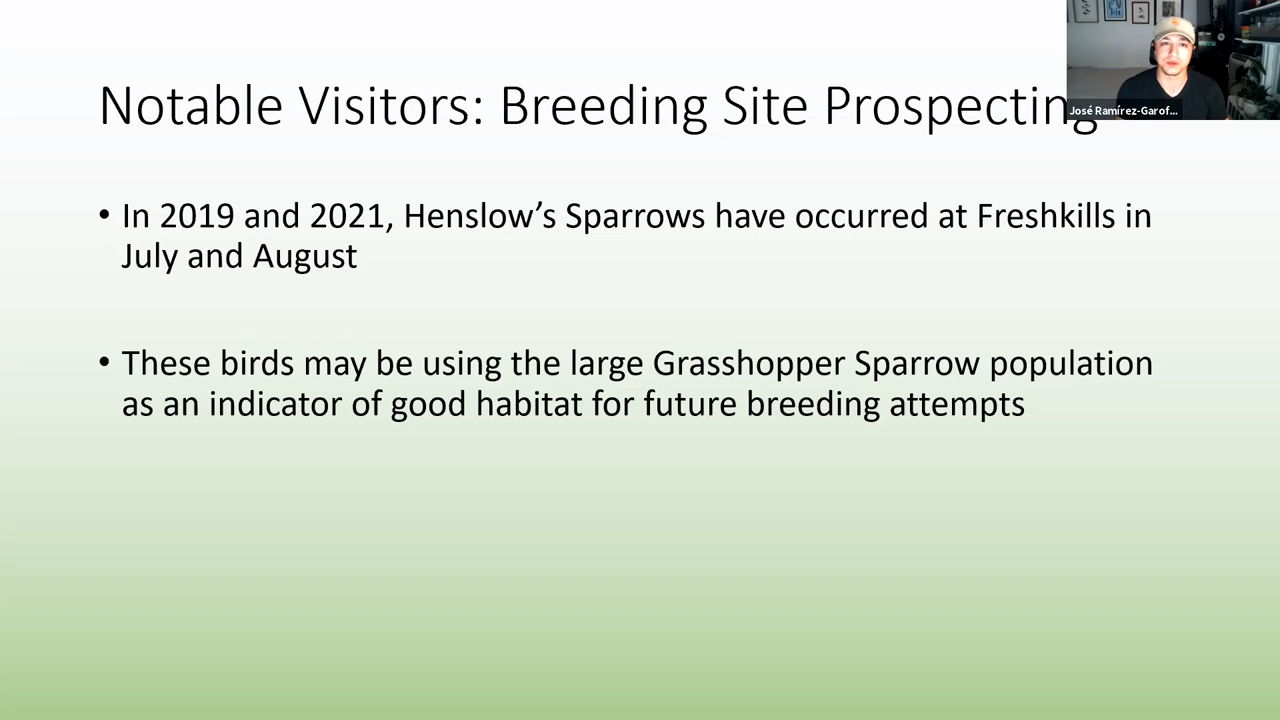 Notable Visitors: Breeding Site Prospecting
José Ramírez-Garof...
• In 2019 and 2021, Henslow’s Sparrows have occurred at Freshkills in
July and August
• These birds may be using the large Grasshopper Sparrow population
as an indicator of good habitat for future breeding attempts